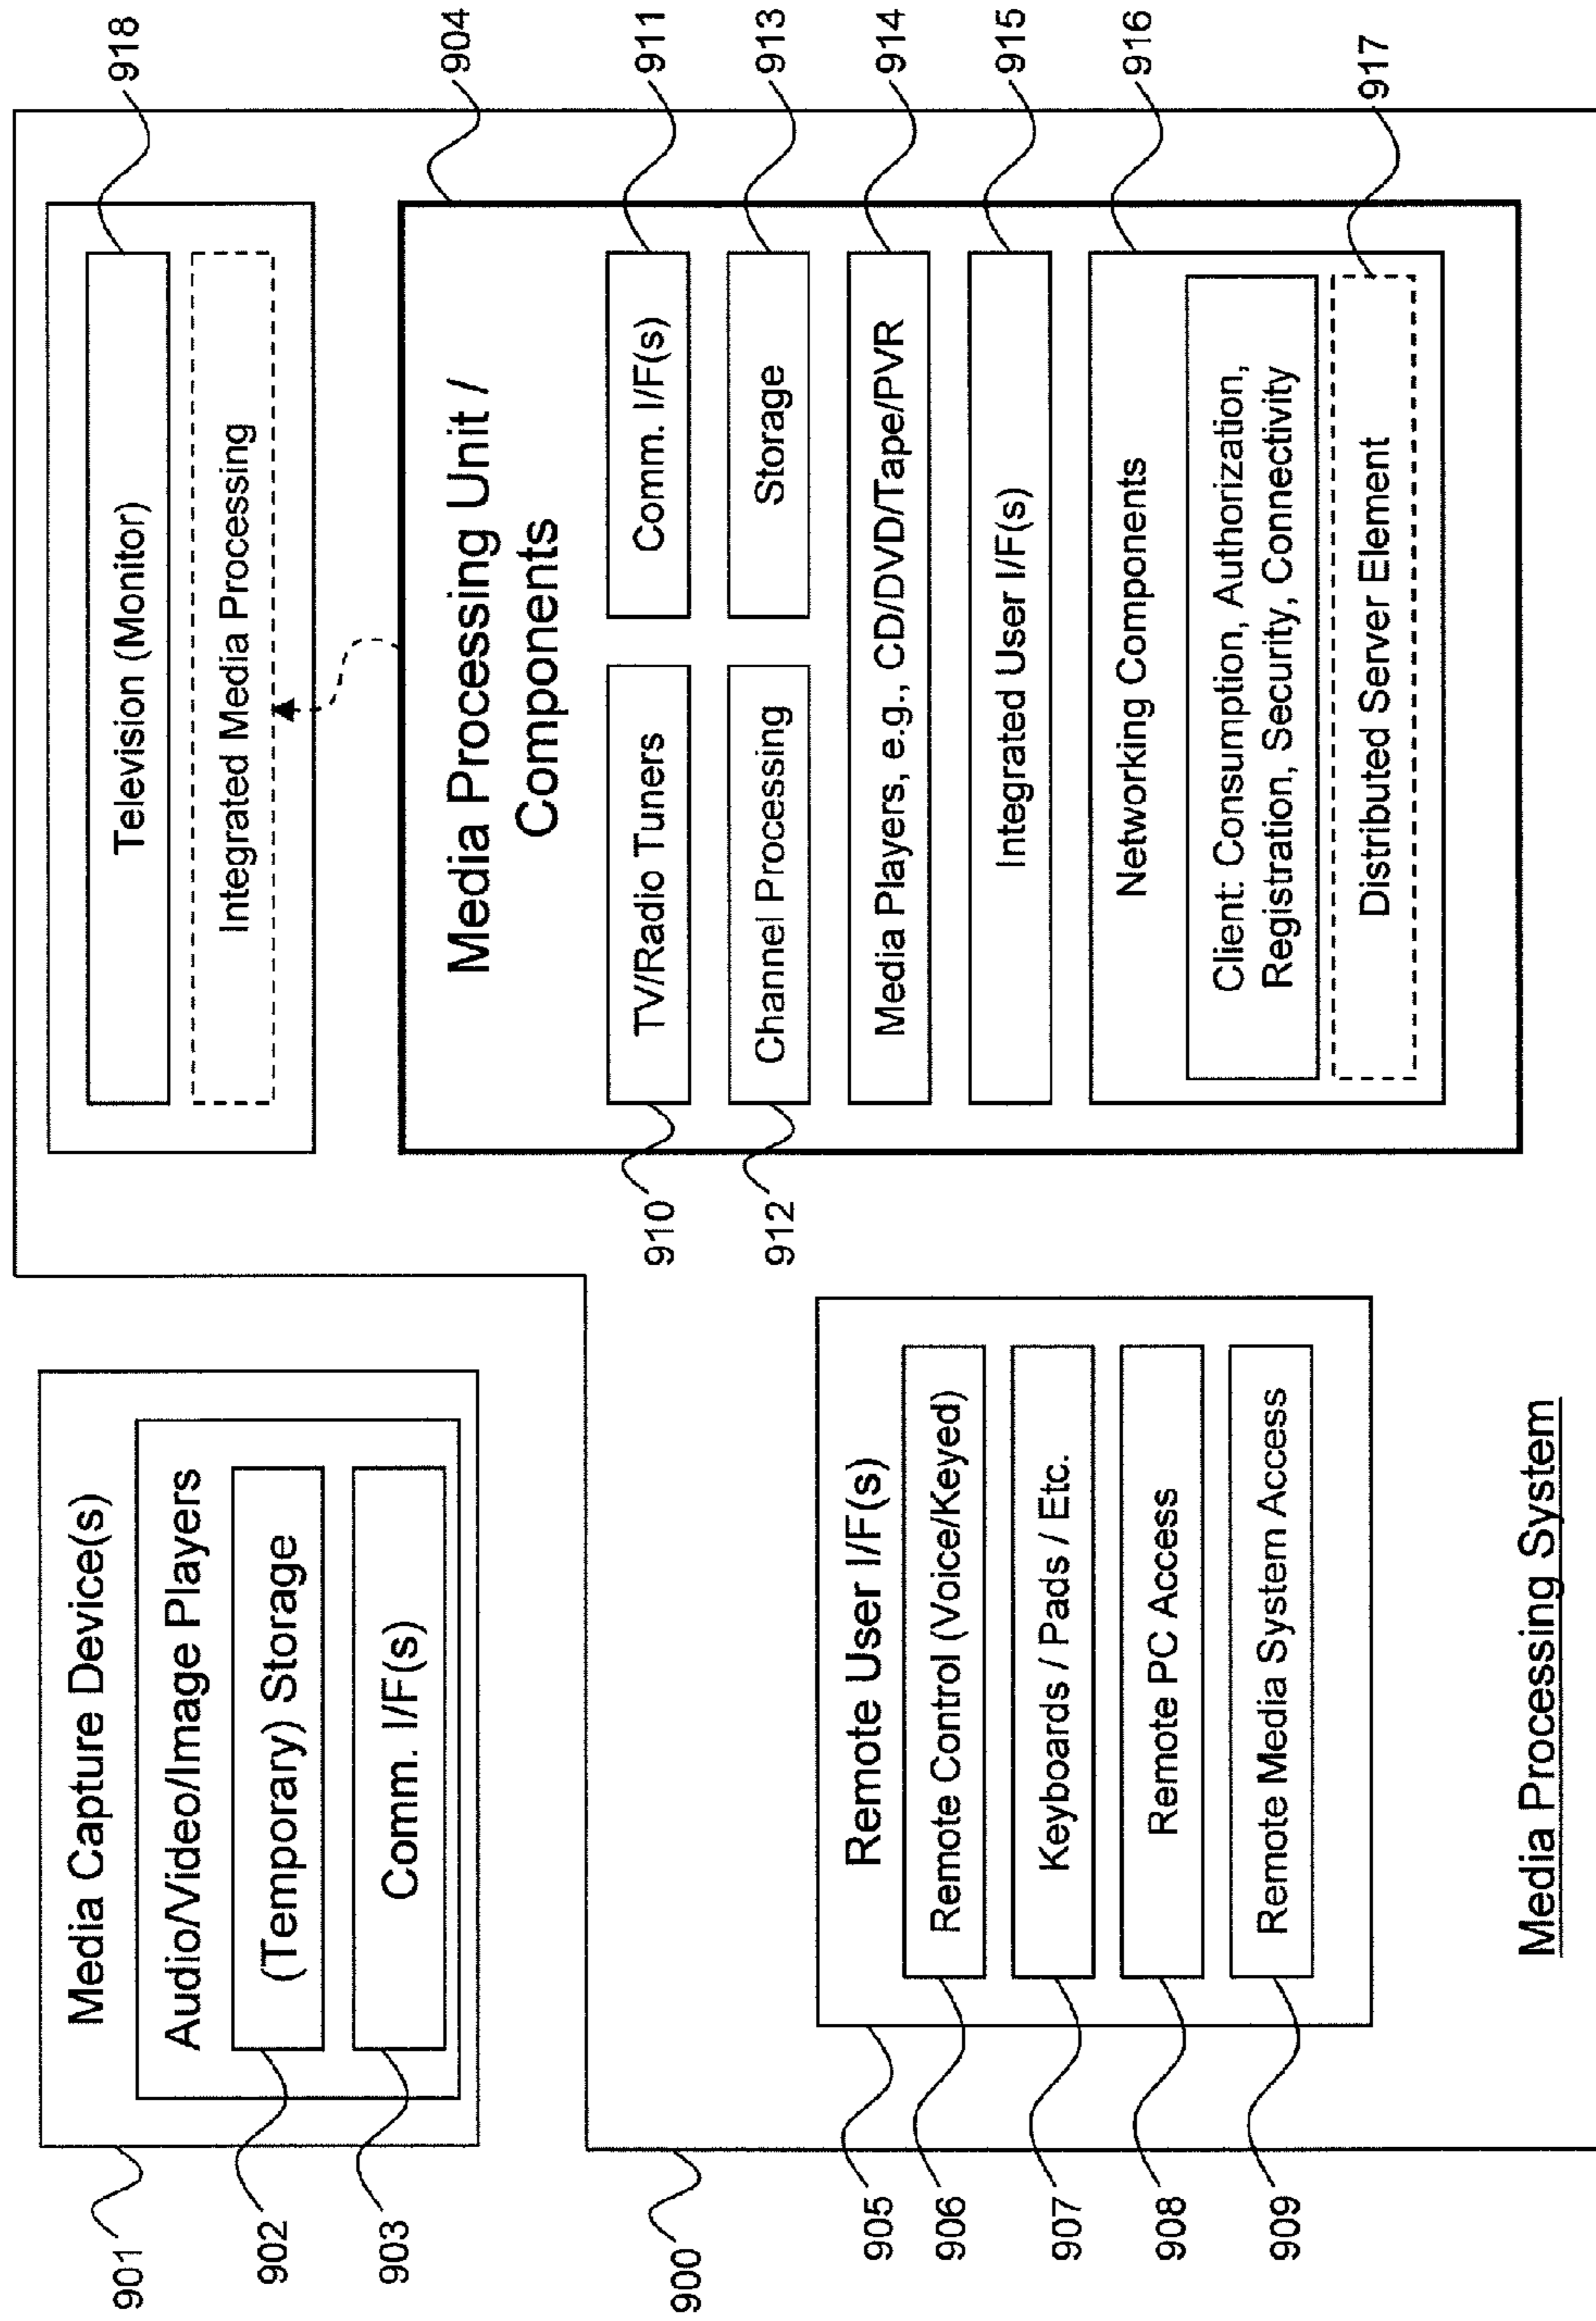 Media Capture Device(s)
Audio/Video/Image Players
(Temporary) Storage
Comm. I/F(s)
901
902
903
Television (Monitor)
Integrated Media Processing
918
Media Processing Unit /
Components
904
TV/Radio Tuners
Comm. I/F(s)
910
911
Channel Processing
Storage
912
913
Media Players, e.g., CD/DVD/Tape/PVR
914
Integrated User I/F(s)
915
Networking Components
916
Client: Consumption, Authorization,
Registration, Security, Connectivity
Distributed Server Element
917
900
Remote User I/F(s)
905
Remote Control (Voice/Keyed)
906
Keyboards / Pads / Etc.
907
Remote PC Access
908
Remote Media System Access
909
Media Processing System